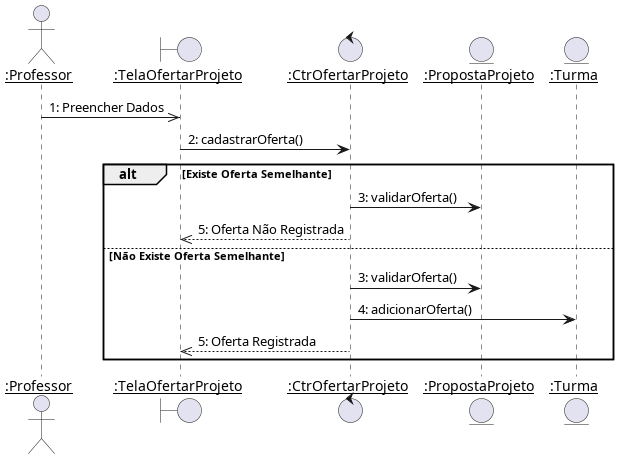 :Professor :TelaOfertarProjeto :CtrOfertarProjeto :PropostaProjeto :Turma
1: Preencher Dados
2: cadastrarOferta()
alt [Existe Oferta Semelhante]
3: validarOferta()
5: Oferta Não Registrada
[Não Existe Oferta Semelhante]
3: validarOferta()
4: adicionarOferta()
5: Oferta Registrada
:Professor :TelaOfertarProjeto :CtrOfertarProjeto :PropostaProjeto :Turma